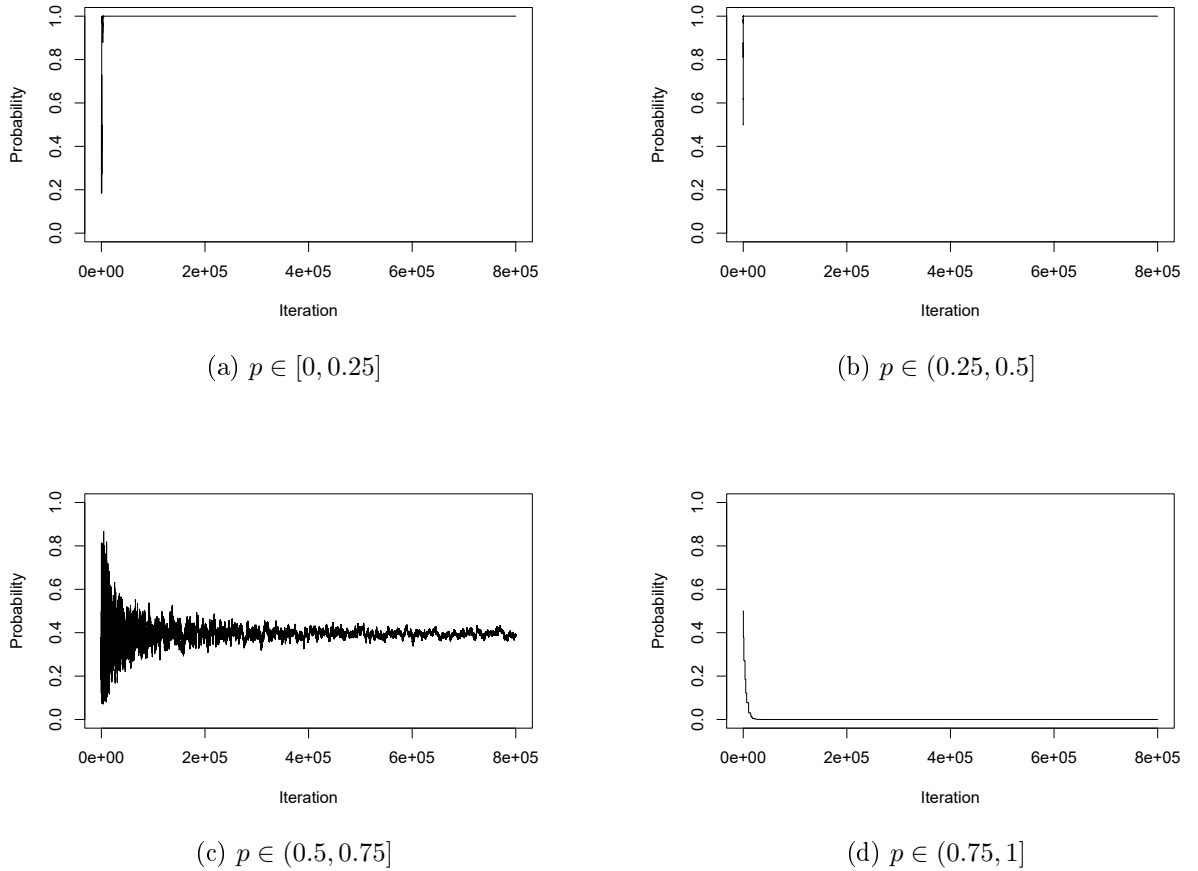 Probability
0.0 0.2 0.4 0.6 0.8 1.0
0e+00 2e+05 4e+05 6e+05 8e+05
Iteration
(a) p ∈ [0, 0.25]
Probability
0.0 0.2 0.4 0.6 0.8 1.0
0e+00 2e+05 4e+05 6e+05 8e+05
Iteration
(b) p ∈ (0.25, 0.5]
Probability
0.0 0.2 0.4 0.6 0.8 1.0
0e+00 2e+05 4e+05 6e+05 8e+05
Iteration
(c) p ∈ (0.5, 0.75]
Probability
0.0 0.2 0.4 0.6 0.8 1.0
0e+00 2e+05 4e+05 6e+05 8e+05
Iteration
(d) p ∈ (0.75, 1]